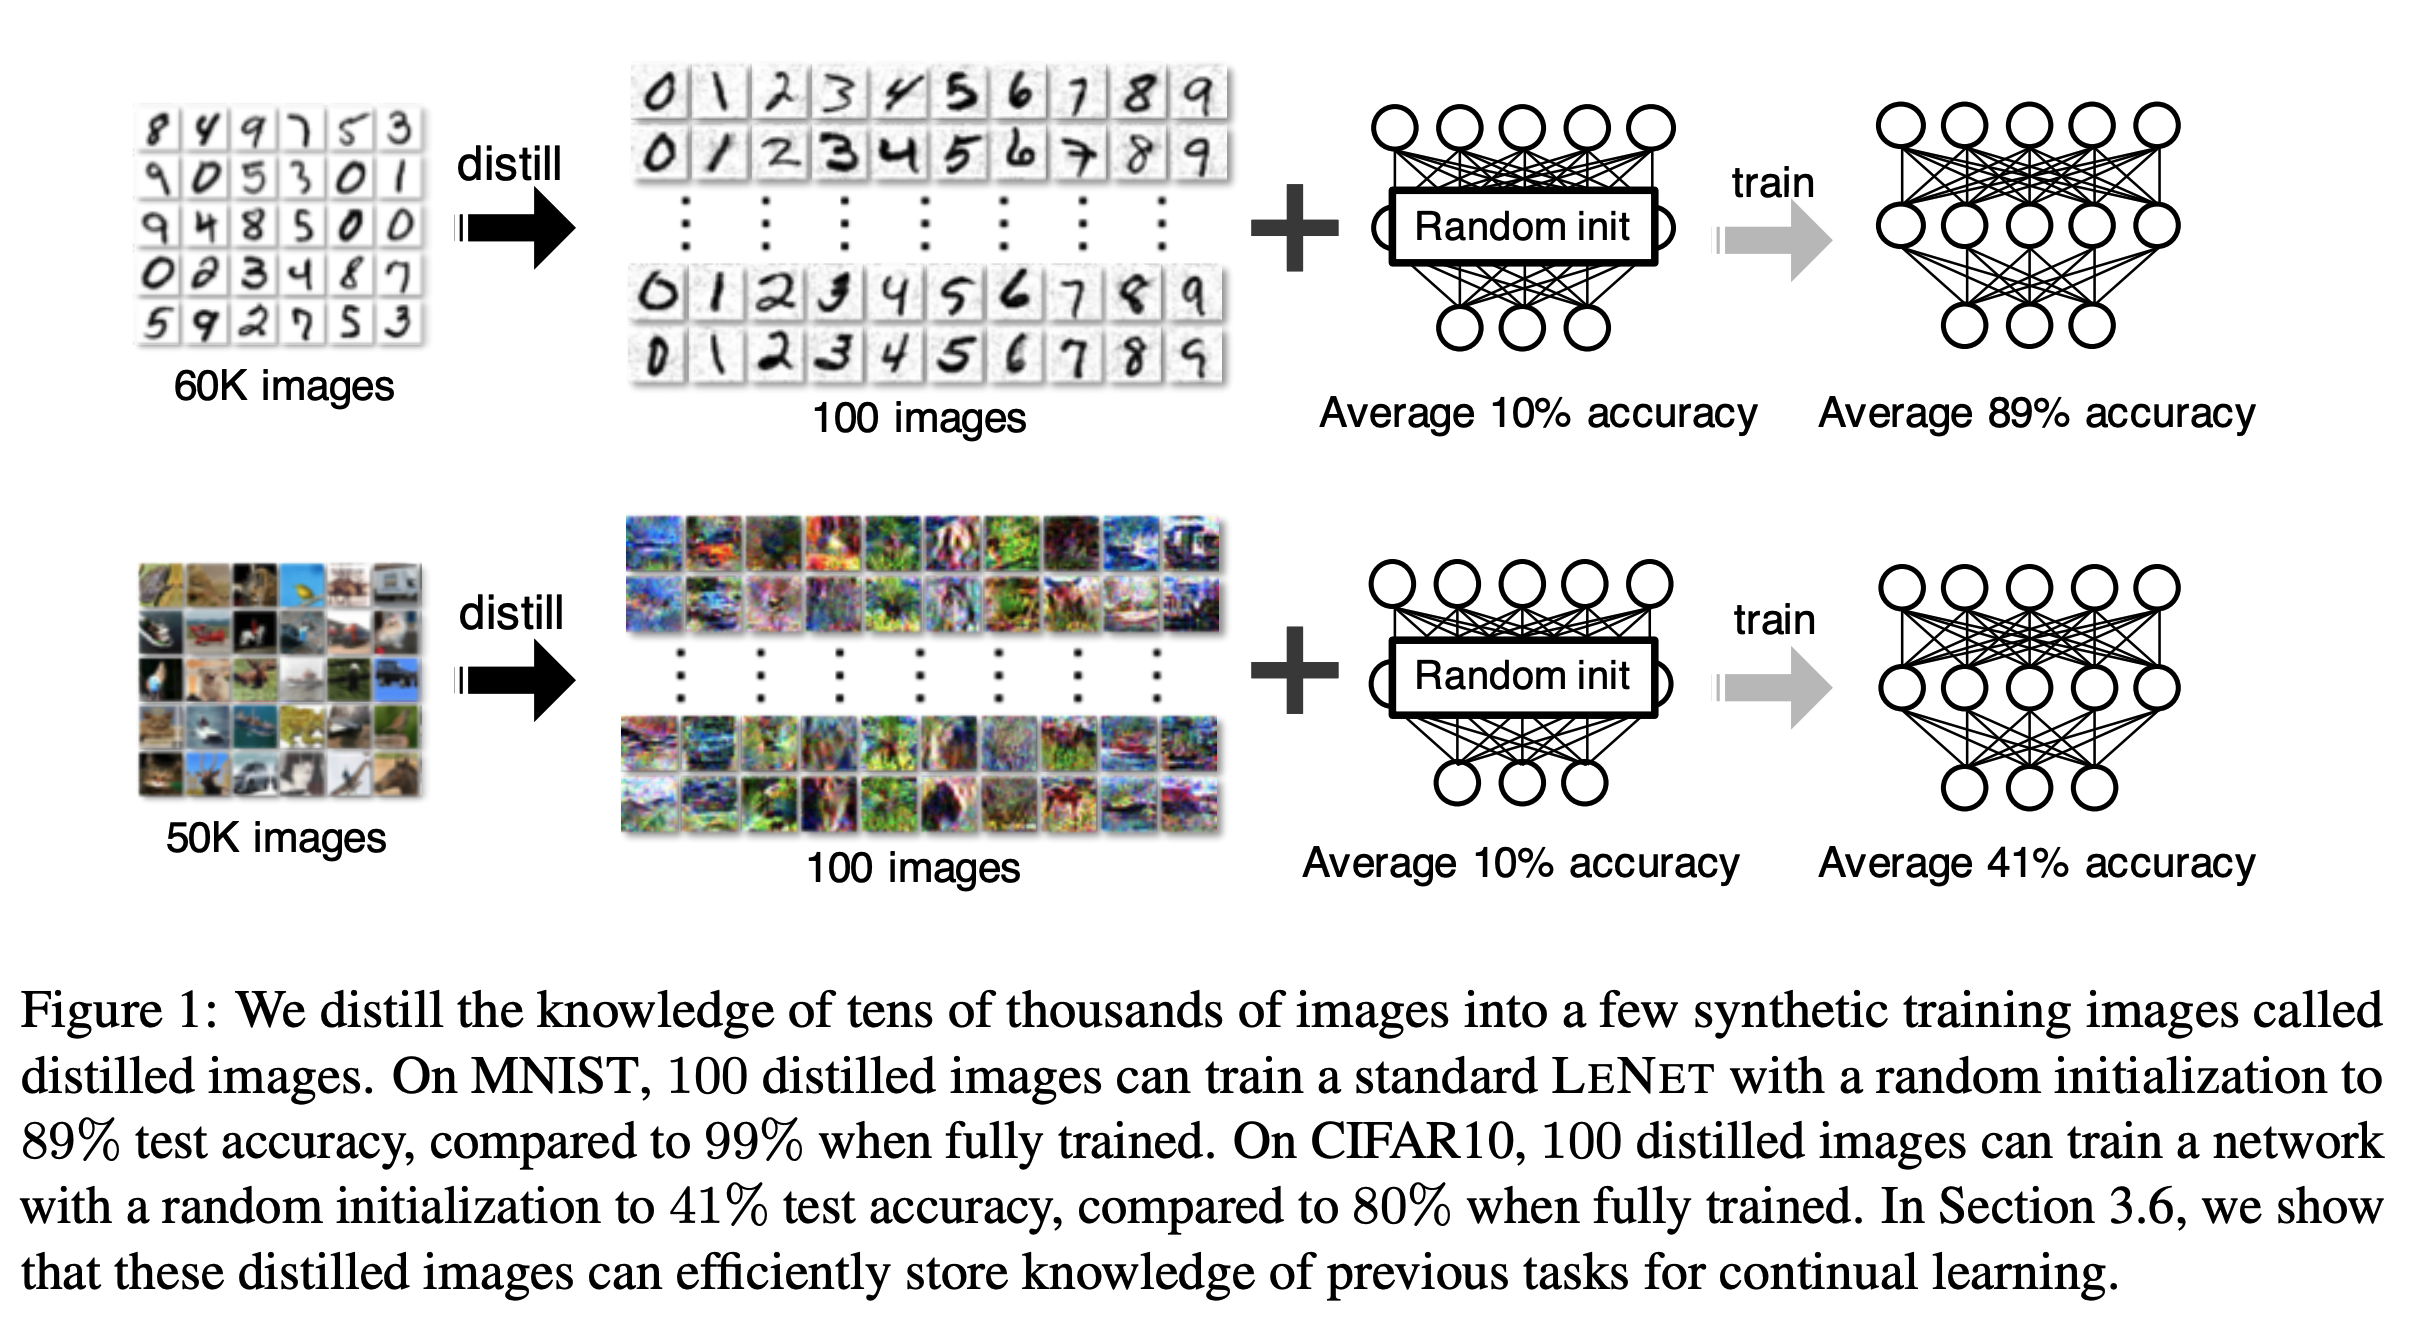 8 4 9 7 5 3
9 0 5 3 0 1
9 4 8 5 0 0
0 2 3 4 8 7
5 9 2 7 5 3
60K images
distill
0 1 2 3 4 5 6 7 8 9
0 1 2 3 4 5 6 7 8 9
0 1 2 3 4 5 6 7 8 9
0 1 2 3 4 5 6 7 8 9
100 images
+
Random init
Average 10% accuracy
train
Average 89% accuracy
50K images
distill
100 images
+
Random init
Average 10% accuracy
train
Average 41% accuracy
Figure 1: We distill the knowledge of tens of thousands of images into a few synthetic training images called
distilled images. On MNIST, 100 distilled images can train a standard LENET with a random initialization to
89% test accuracy, compared to 99% when fully trained. On CIFAR10, 100 distilled images can train a network
with a random initialization to 41% test accuracy, compared to 80% when fully trained. In Section 3.6, we show
that these distilled images can efficiently store knowledge of previous tasks for continual learning.